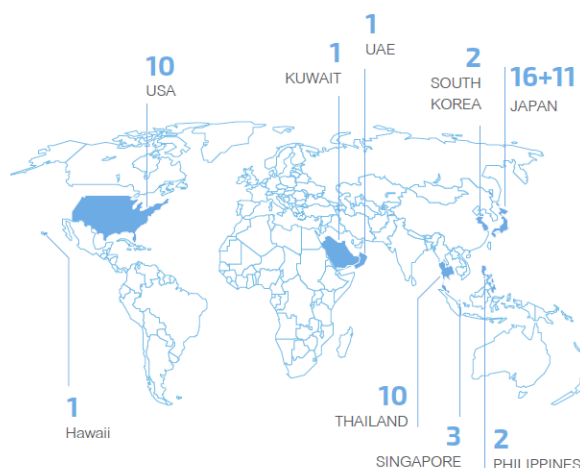 1
UAE
10
USA
1
KUWAIT
2
SOUTH
KOREA
16+11
JAPAN
1
Hawaii
10
THAILAND
3
SINGAPORE
2
PHILIPPINES